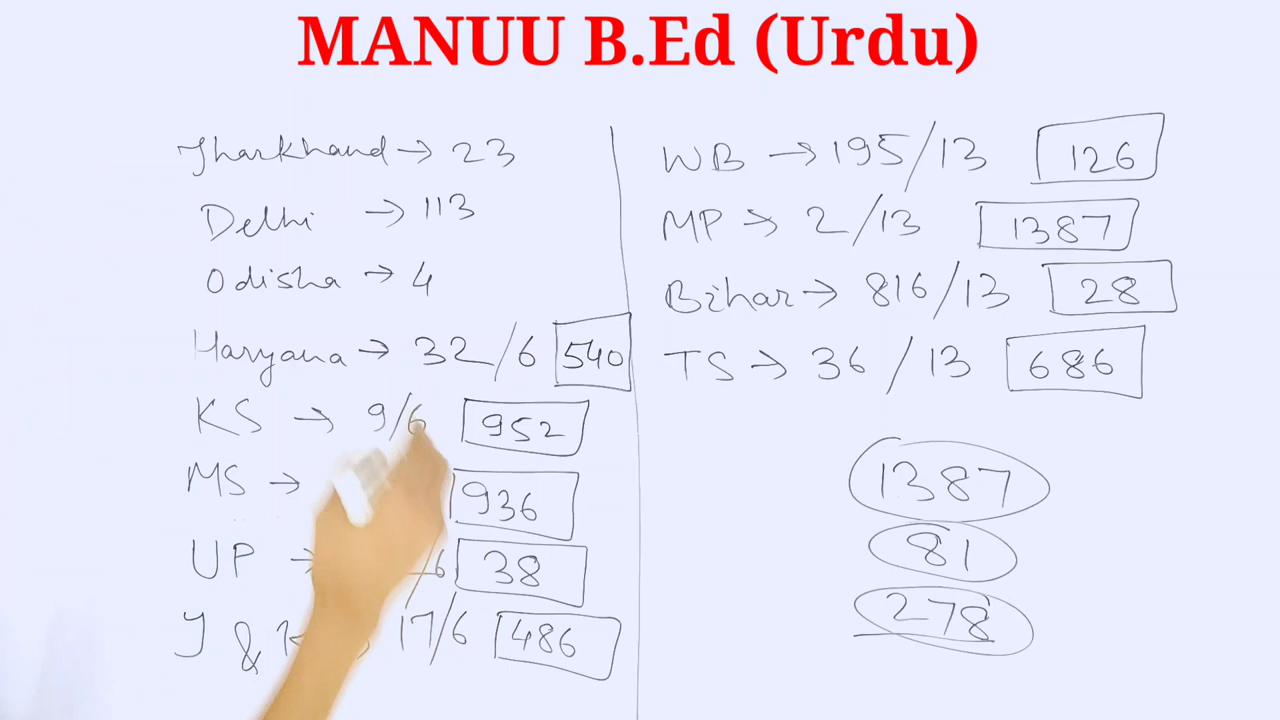 MANUU B.Ed (Urdu)
Jharkhand → 23
Delhi → 113
Odisha → 4
Haryana → 32/6 540
KS → 9/6 952
MS → 936
UP → /6 38
J & K 17/6 486
WB → 195/13 126
MP → 2/13 1387
Bihar → 816/13 28
TS → 36/13 686
1387
81
278